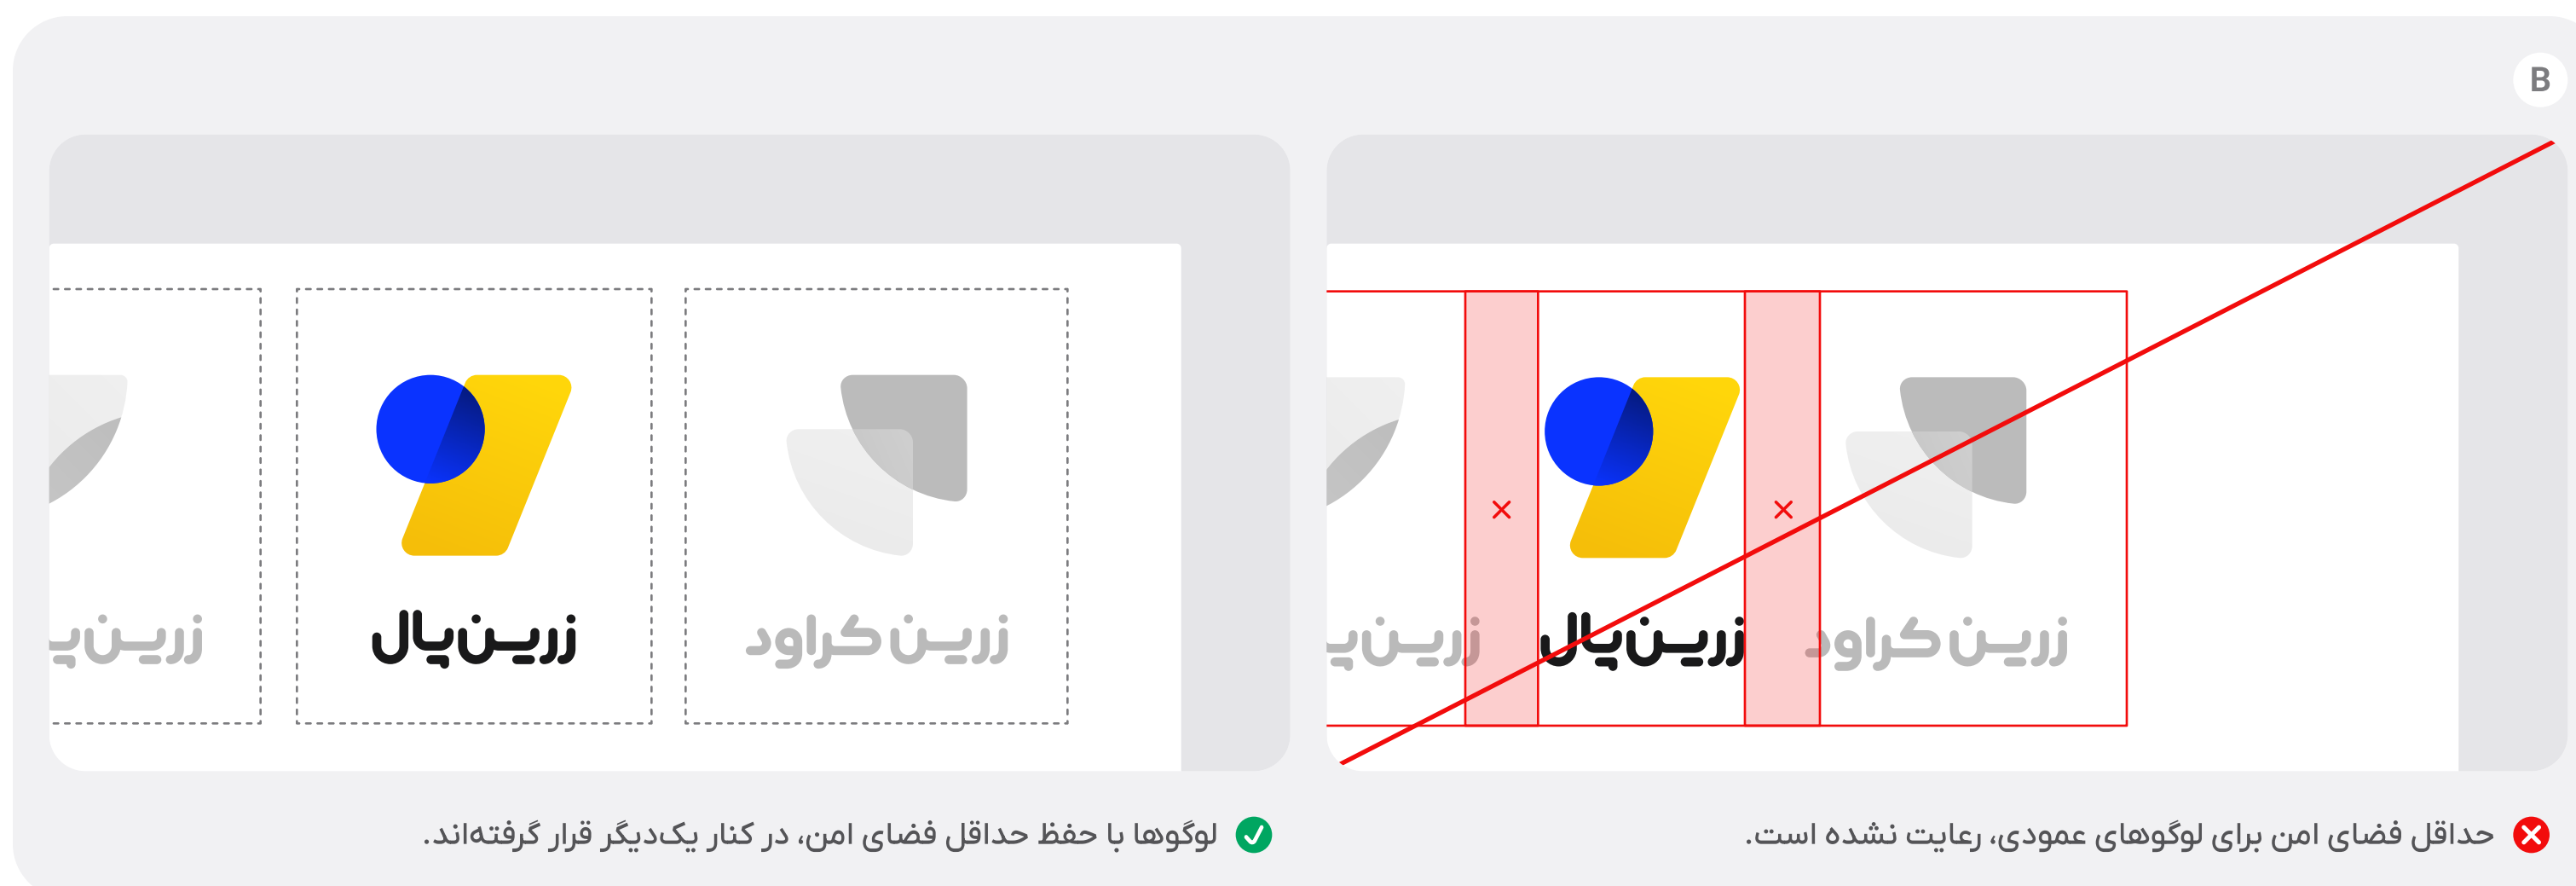 B
زرین‌کراود
زرین‌پال
زرین‌پ
حداقل فضای امن برای لوگوهای عمودی، رعایت نشده است.
زرین‌کراود
زرین‌پال
زرین‌پ
لوگوها با حفظ حداقل فضای امن، در کنار یک‌دیگر قرار گرفته‌اند.